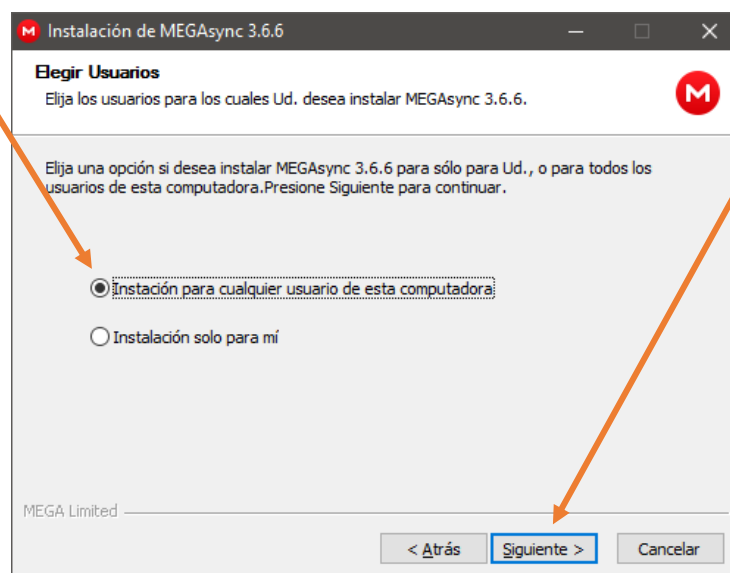 Instalación de MEGAsync 3.6.6
Elegir Usuarios
Elija los usuarios para los cuales Ud. desea instalar MEGAsync 3.6.6.
Elija una opción si desea instalar MEGAsync 3.6.6 para sólo para Ud., o para todos los
usuarios de esta computadora.Presione Siguiente para continuar.
Instación para cualquier usuario de esta computadora
Instalación solo para mí
MEGA Limited
< Atrás Siguiente > Cancelar